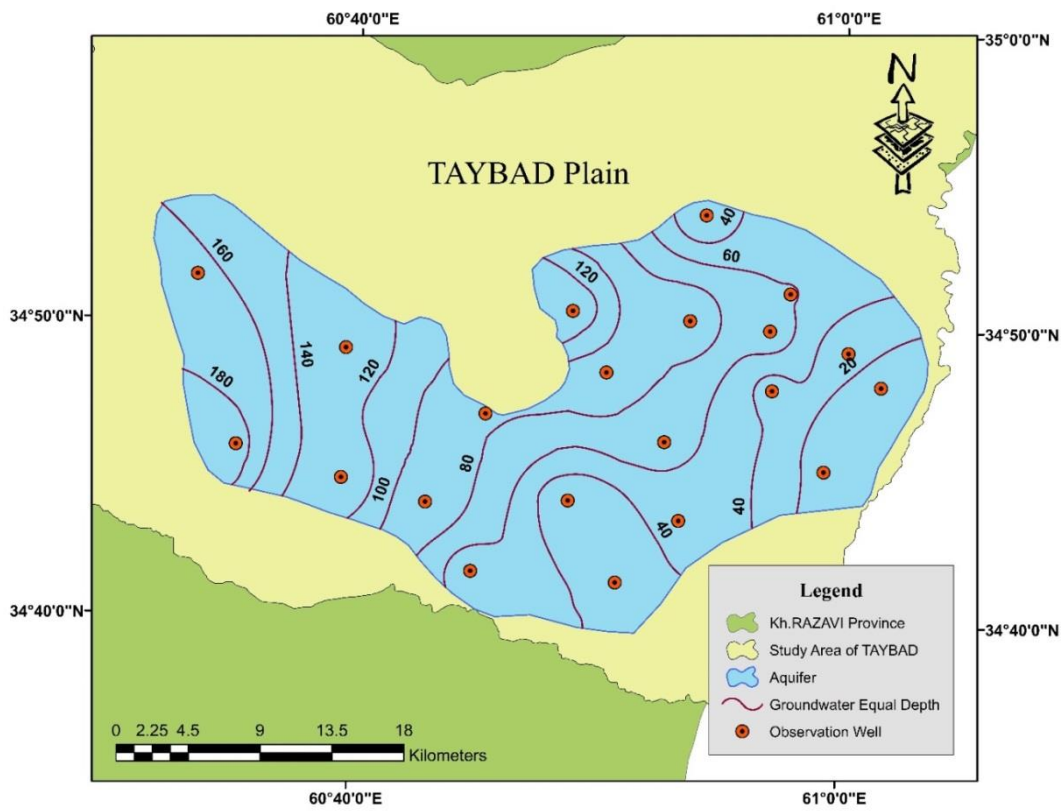 60°40'0"E
61°0'0"E
35°0'0"N
N
TAYBAD Plain
40
60
160
120
34°50'0"N
34°50'0"N
140
120
20
180
80
100
40
40
34°40'0"N
34°40'0"N
Legend
Kh.RAZAVI Province
Study Area of TAYBAD
Aquifer
Groundwater Equal Depth
Observation Well
0 2.25 4.5 9 13.5 18
Kilometers
60°40'0"E
61°0'0"E